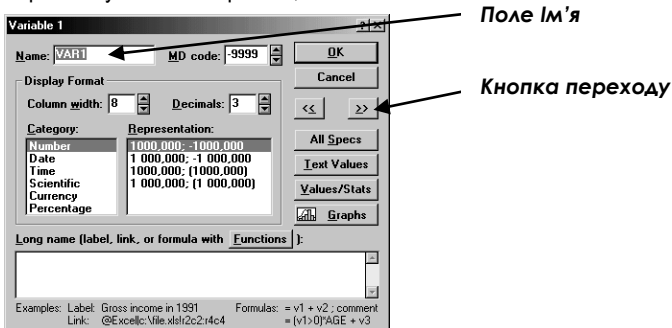 Поле Ім’я
Variable 1
Name: VAR1 MD code: -9999 OK
Cancel
Кнопка переходу
Display Format
Column width: 8 Decimals: 3 << >>
Category: Representation:
Number 1000,000; -1000,000 All Specs
Date 1 000,000; -1 000,000
Time 1000,000; (1000,000) Text Values
Scientific 1 000,000; (1 000,000)
Currency Values/Stats
Percentage
Graphs
Long name (label, link, or formula with Functions ):
Examples: Label: Gross income in 1991 Formulas: = v1 + v2 ; comment
Link: @Excel|c:\file.xls!r2c2:r4c4 = (v1>0)*AGE + v3